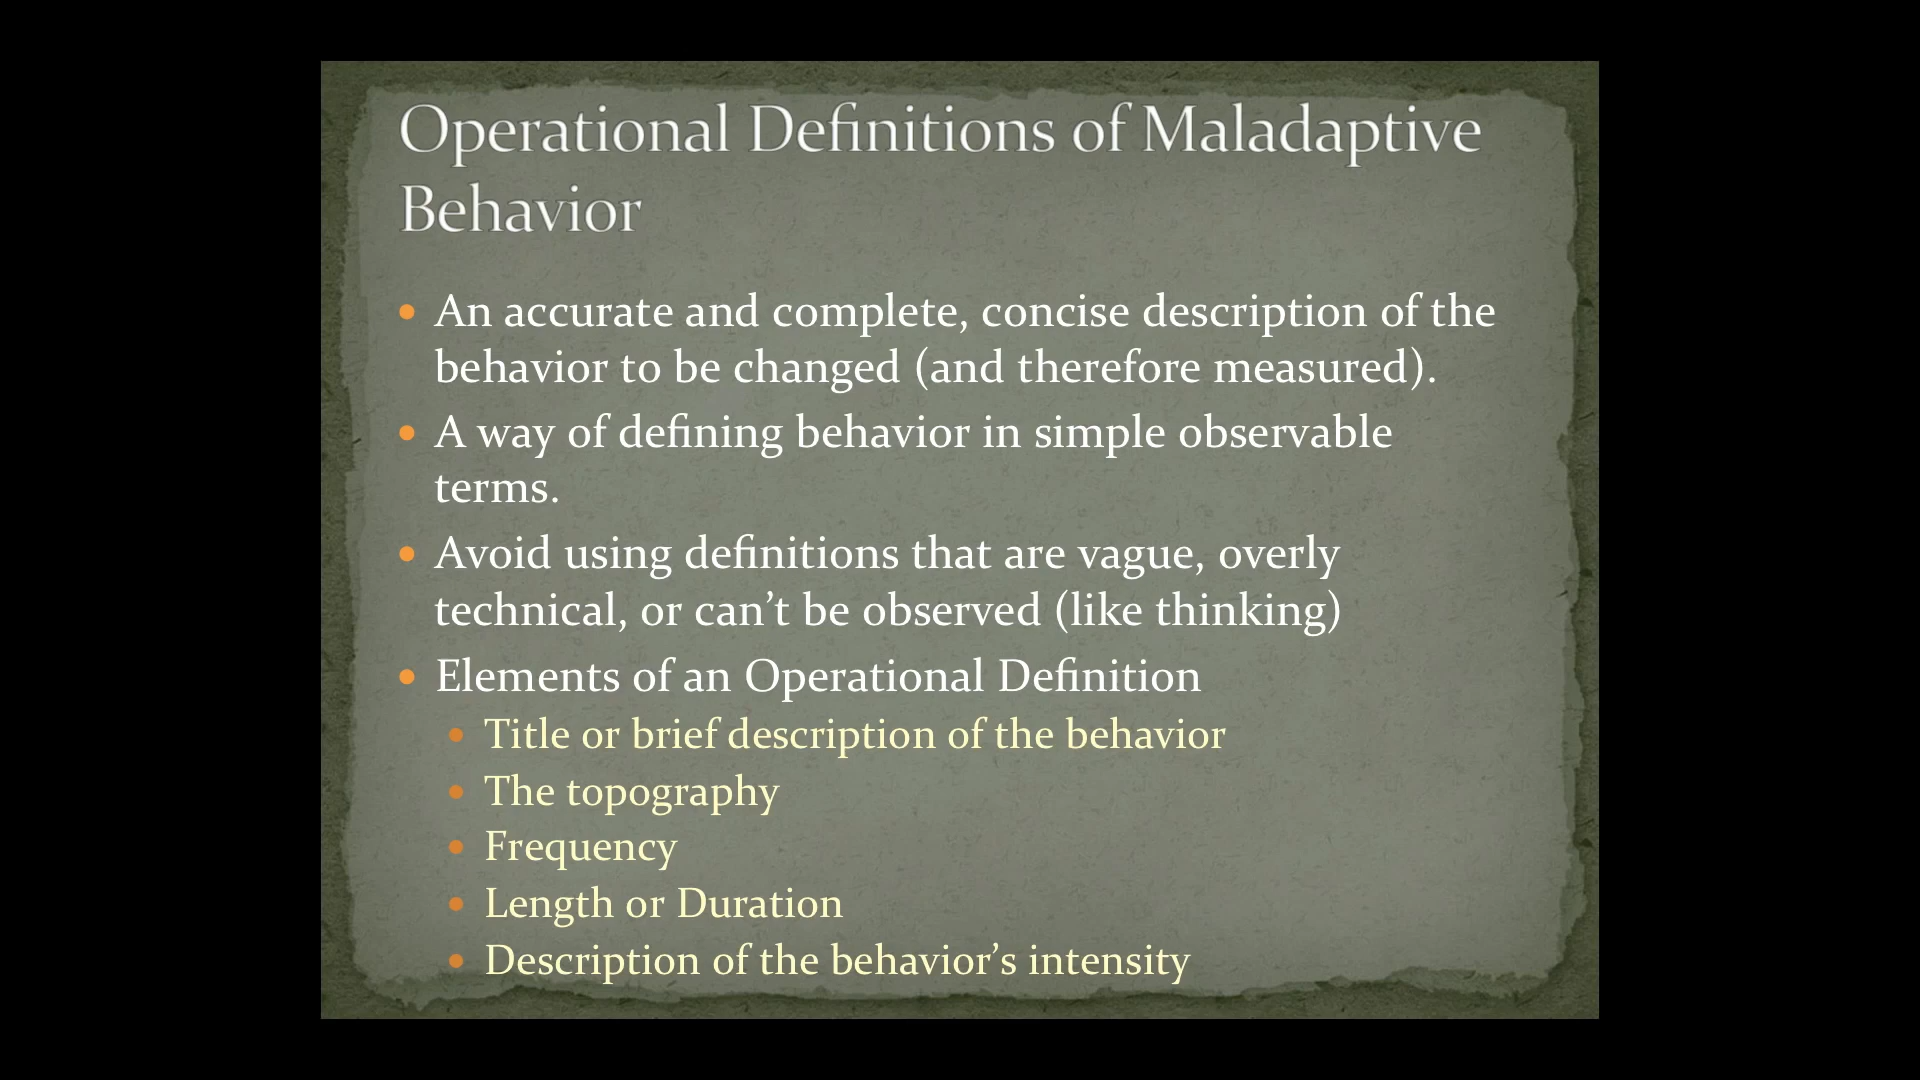 Operational Definitions of Maladaptive
Behavior
• An accurate and complete, concise description of the
behavior to be changed (and therefore measured).
• A way of defining behavior in simple observable
terms.
• Avoid using definitions that are vague, overly
technical, or can’t be observed (like thinking)
• Elements of an Operational Definition
• Title or brief description of the behavior
• The topography
• Frequency
• Length or Duration
• Description of the behavior’s intensity